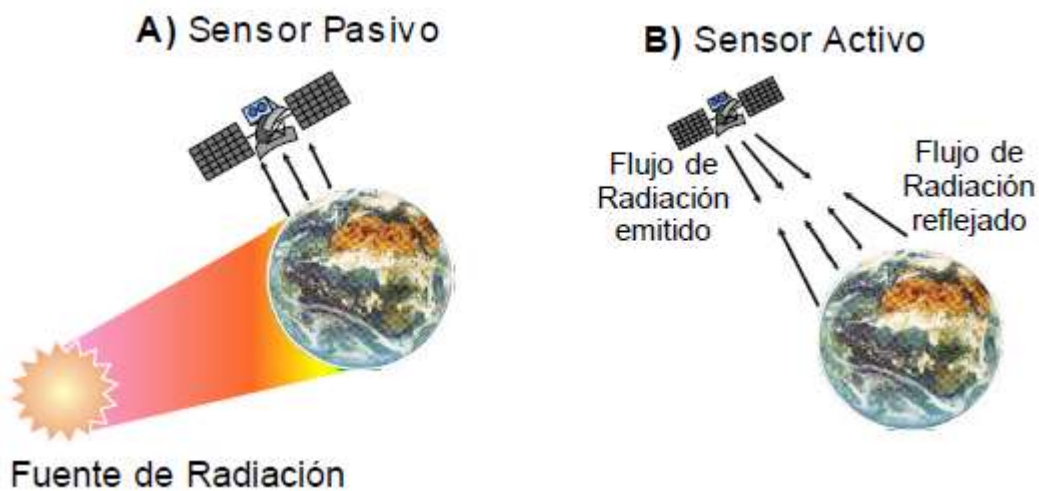 A) Sensor Pasivo
Fuente de Radiación
B) Sensor Activo
Flujo de
Radiación
emitido
Flujo de
Radiación
reflejado